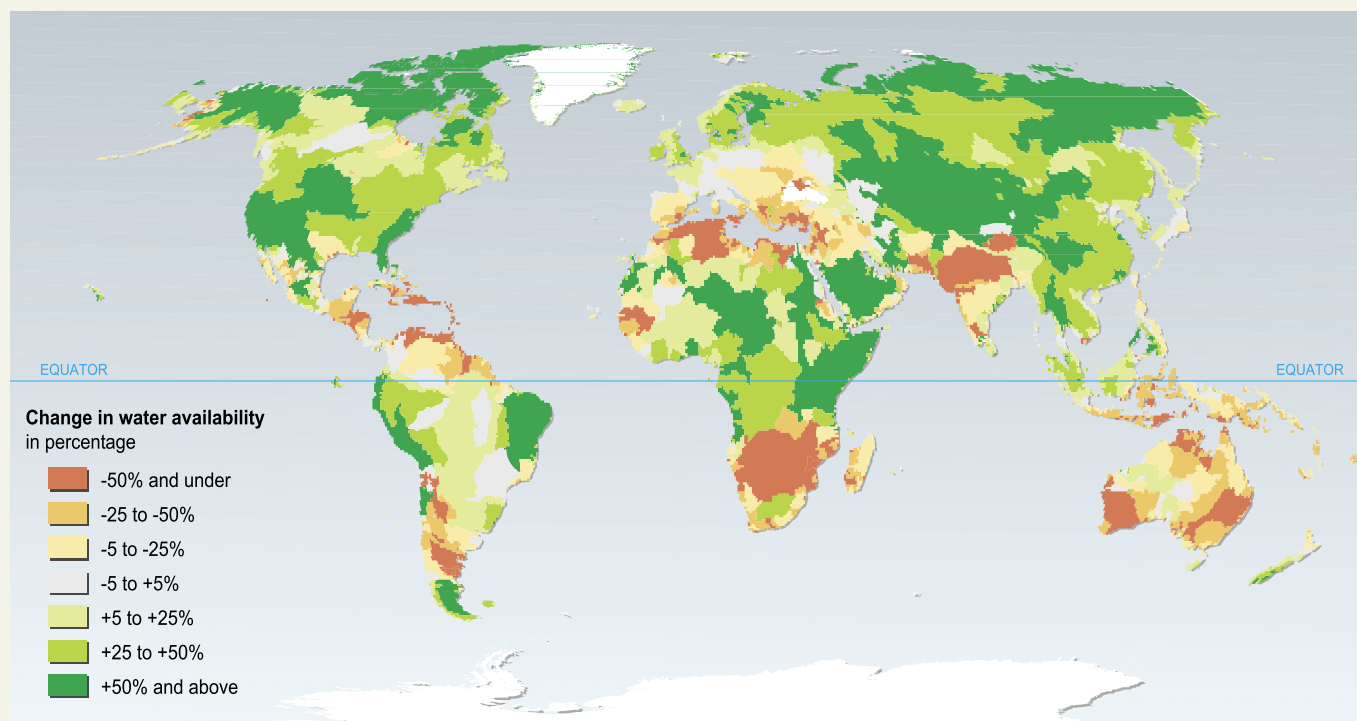 EQUATOR
EQUATOR
Change in water availability
in percentage
-50% and under
-25 to -50%
-5 to -25%
-5 to +5%
+5 to +25%
+25 to +50%
+50% and above